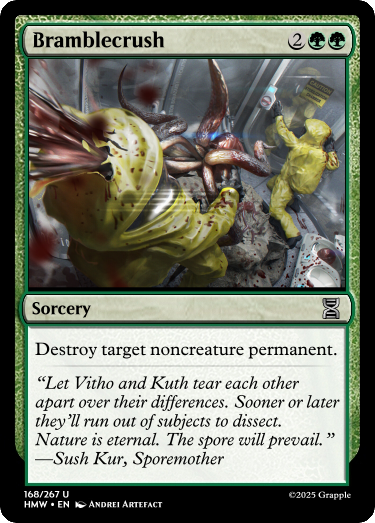 Bramblecrush 2
Sorcery
Destroy target noncreature permanent.
“Let Vitho and Kuth tear each other
apart over their differences. Sooner or later
they’ll run out of subjects to dissect.
Nature is eternal. The spore will prevail.”
—Sush Kur, Sporemother
168/267 U
HMW • EN Andrei Artefact
©2025 Grapple